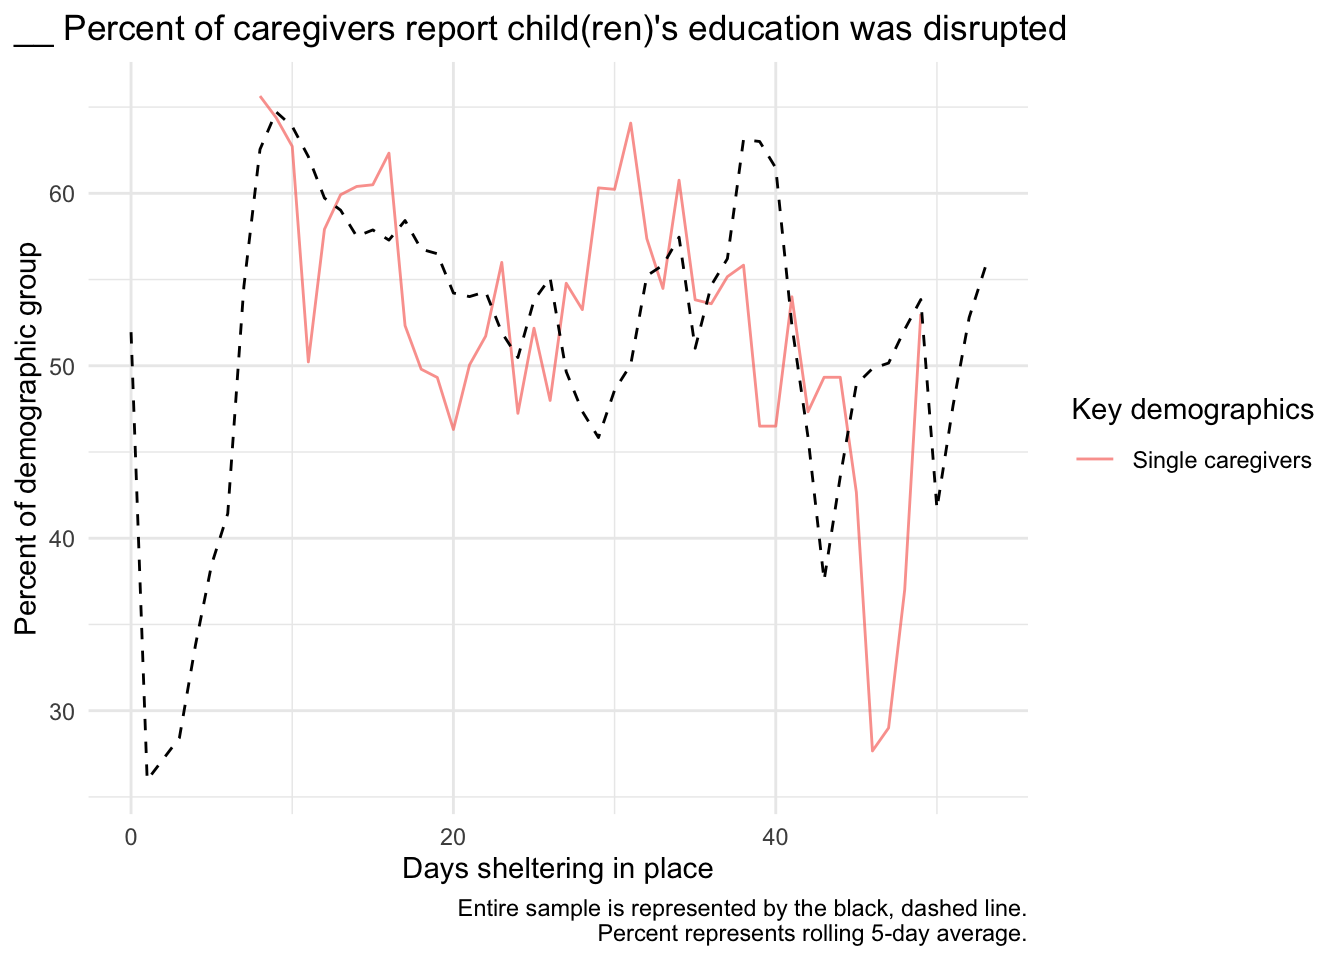 __ Percent of caregivers report child(ren)'s education was disrupted
Percent of demographic group
60
50
40
30
0 20 40
Days sheltering in place
Key demographics
Single caregivers
Entire sample is represented by the black, dashed line.
Percent represents rolling 5-day average.